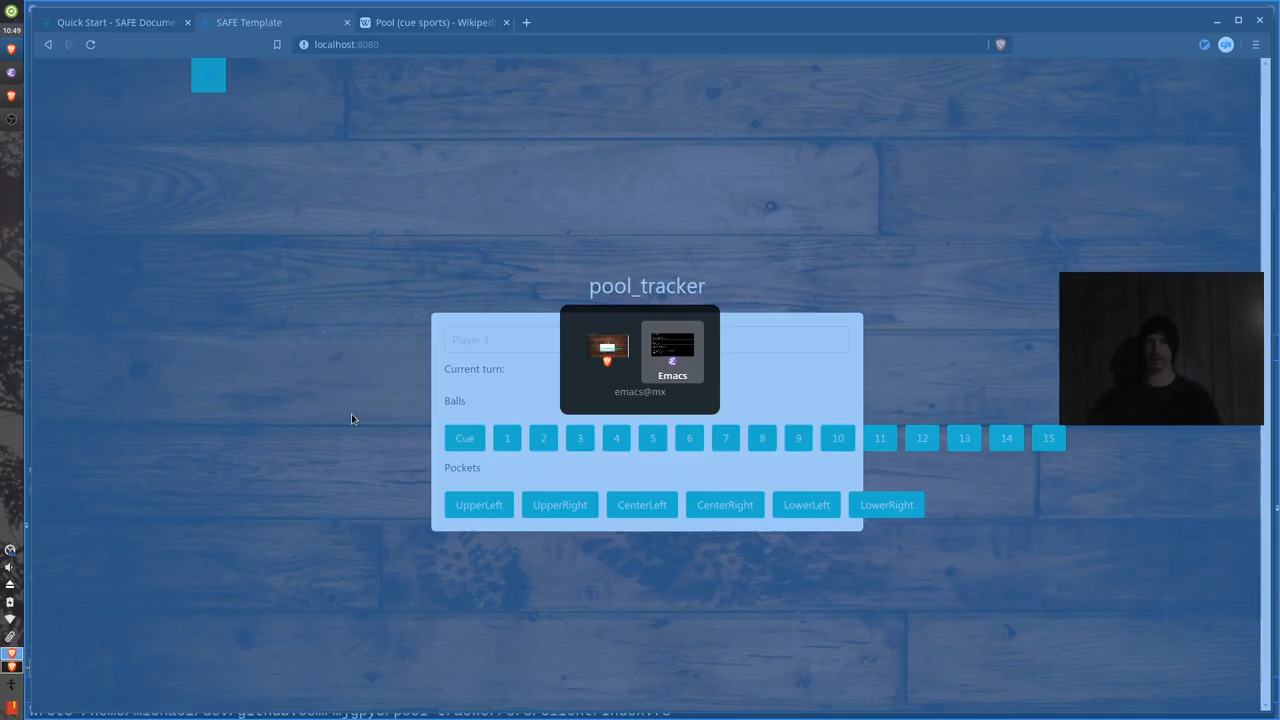 10:49
Quick Start - SAFE Docume
SAFE Template
Pool (cue sports) - Wikiped
localhost:8080
pool_tracker
Player 1
Emacs
emacs@mx
Current turn:
Balls
Cue 1 2 3 4 5 6 7 8 9 10 11 12 13 14 15
Pockets
UpperLeft UpperRight CenterLeft CenterRight LowerLeft LowerRight